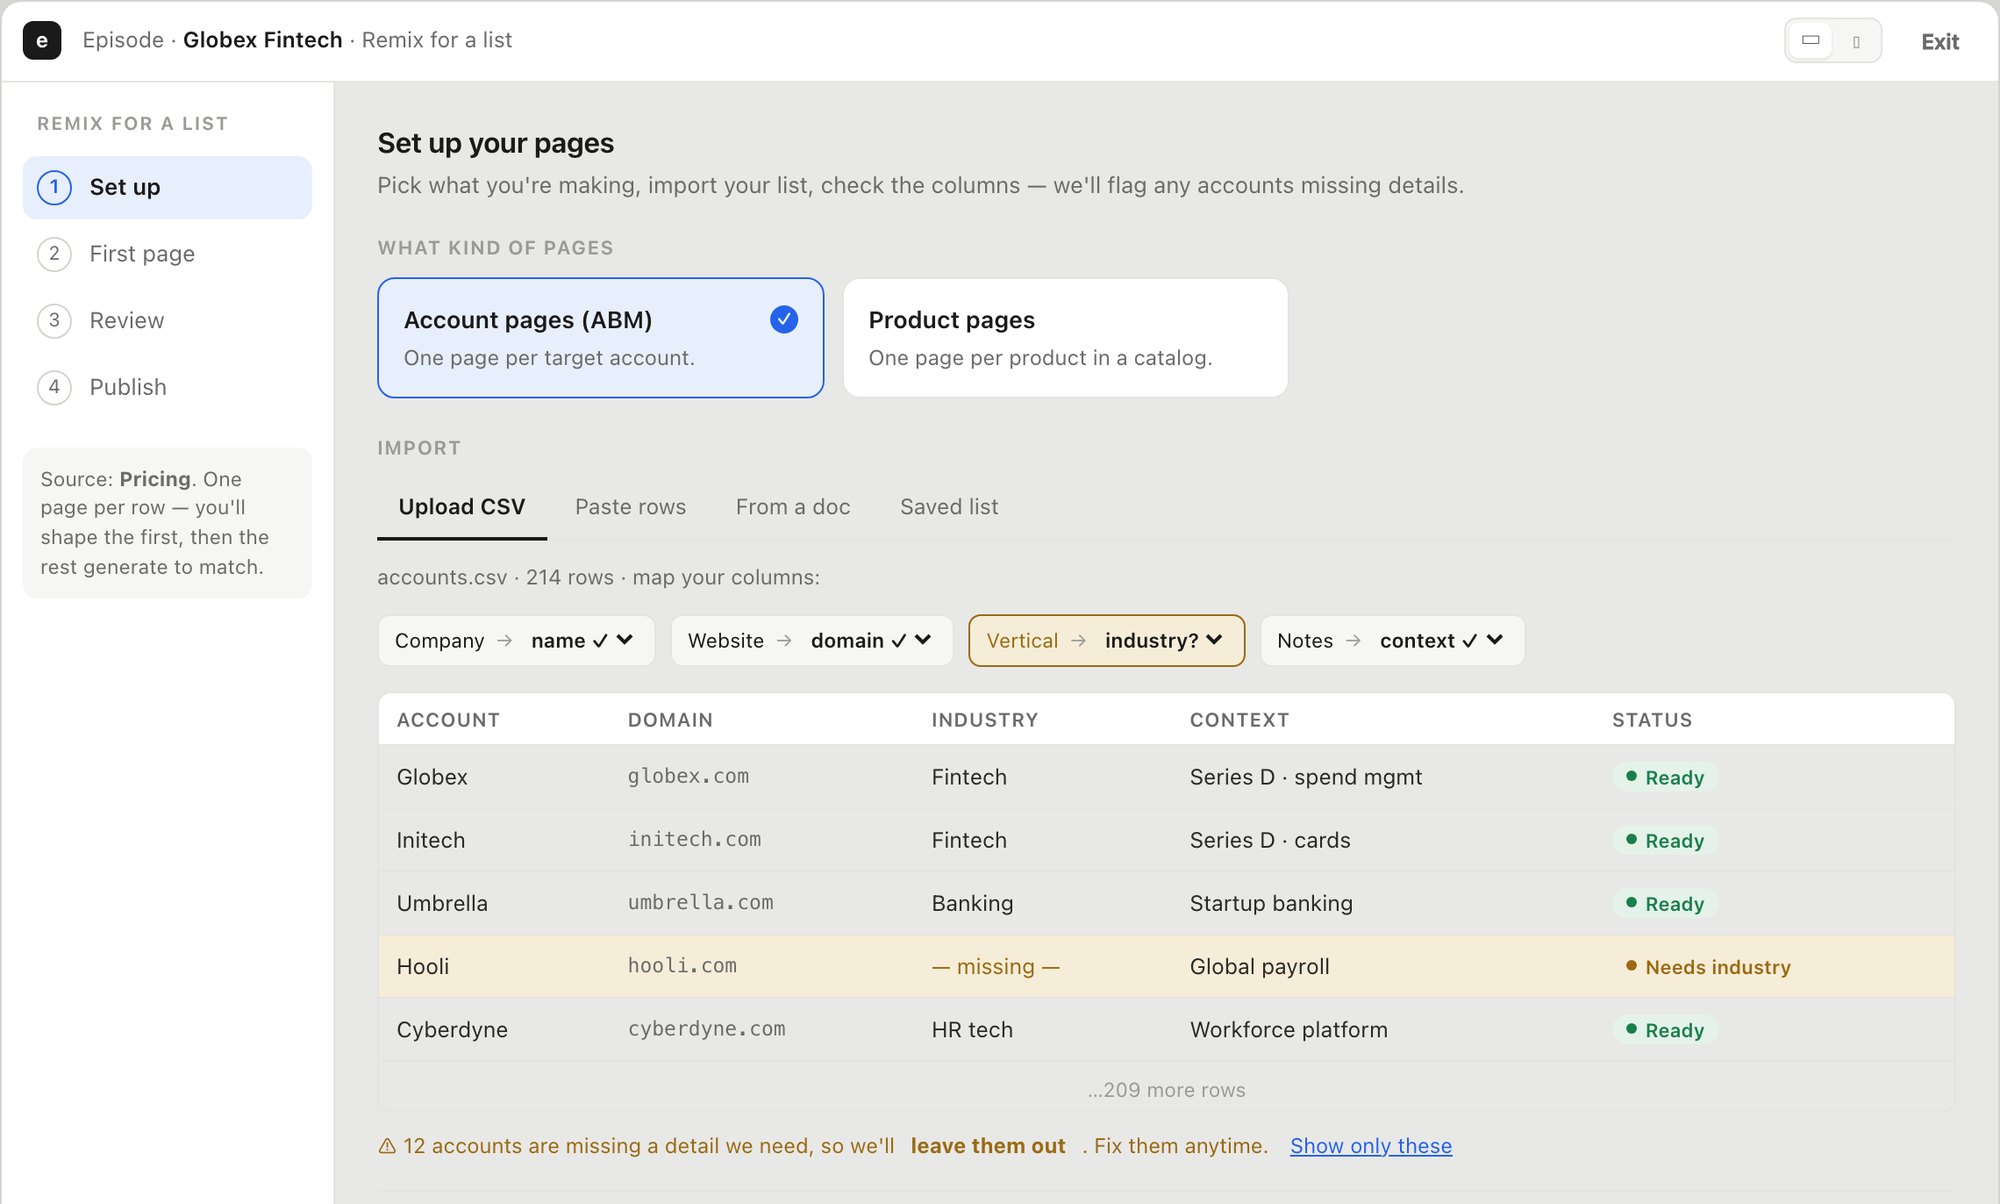 e Episode · Globex Fintech · Remix for a list Exit
REMIX FOR A LIST
1 Set up
2 First page
3 Review
4 Publish
Source: Pricing. One
page per row — you'll
shape the first, then the
rest generate to match.
Set up your pages
Pick what you're making, import your list, check the columns — we'll flag any accounts missing details.
WHAT KIND OF PAGES
Account pages (ABM)
One page per target account.
Product pages
One page per product in a catalog.
IMPORT
Upload CSV Paste rows From a doc Saved list
accounts.csv · 214 rows · map your columns:
Company → name ✓ Website → domain ✓ Vertical → industry? Notes → context ✓
ACCOUNT DOMAIN INDUSTRY CONTEXT STATUS
Globex globex.com Fintech Series D · spend mgmt Ready
Initech initech.com Fintech Series D · cards Ready
Umbrella umbrella.com Banking Startup banking Ready
Hooli hooli.com — missing — Global payroll Needs industry
Cyberdyne cyberdyne.com HR tech Workforce platform Ready
...209 more rows
⚠ 12 accounts are missing a detail we need, so we'll leave them out . Fix them anytime. Show only these